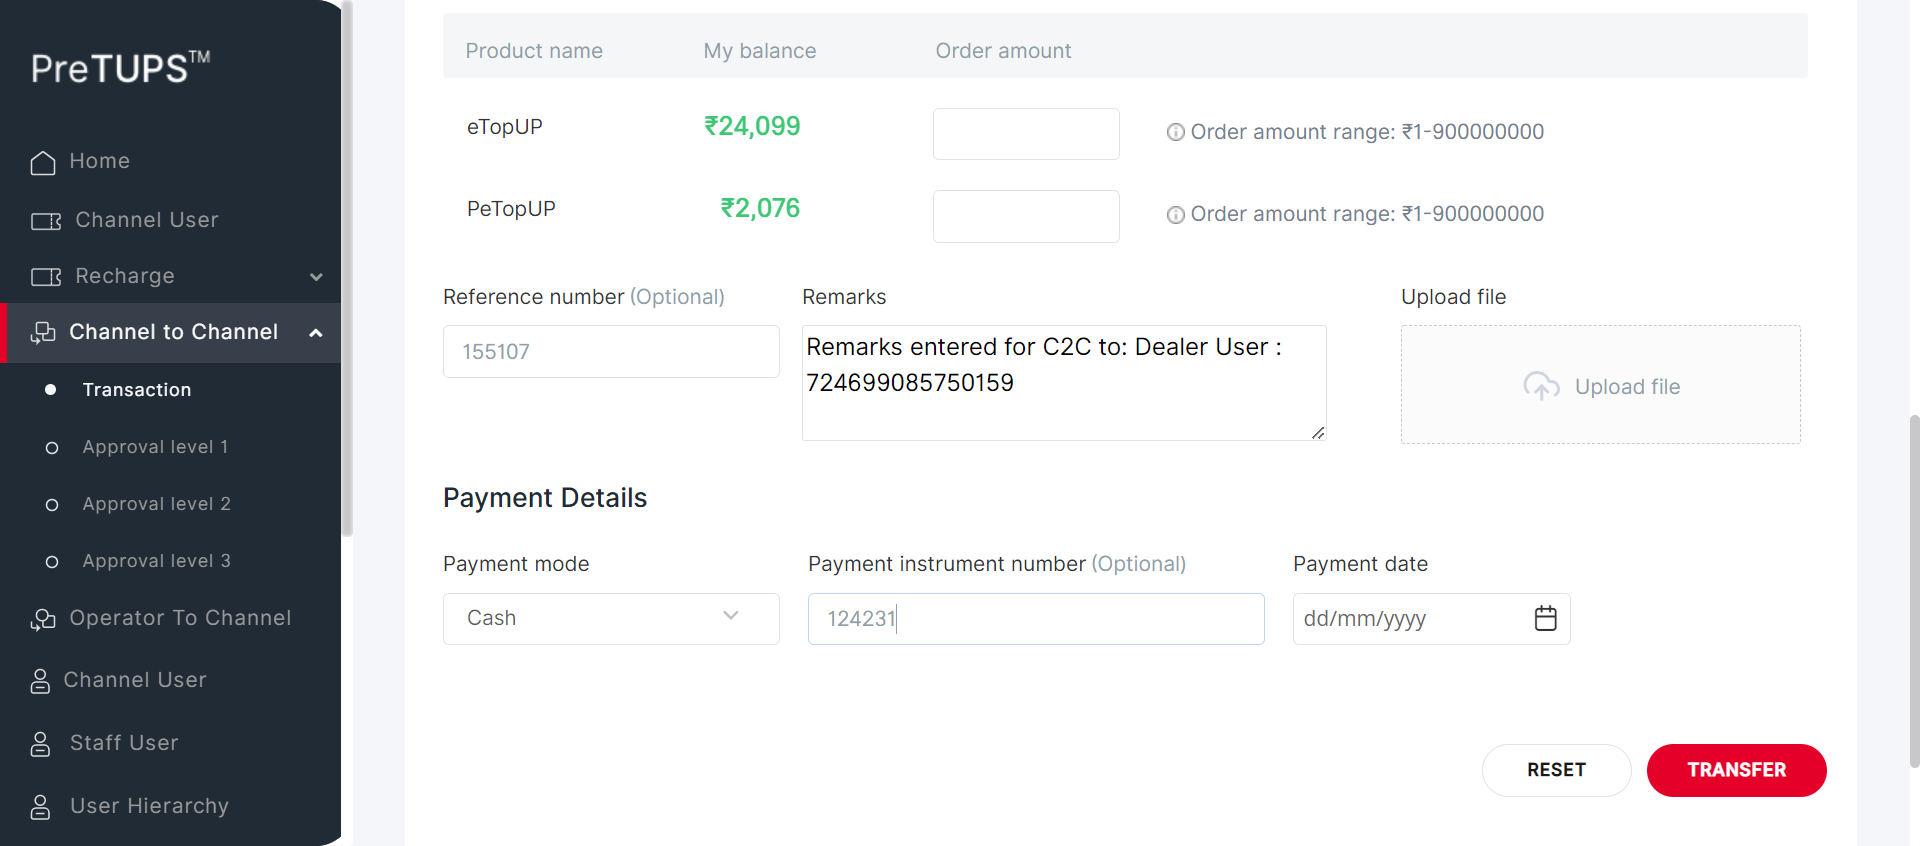 PreTUPS™
Home
Channel User
Recharge
Channel to Channel
Transaction
Approval level 1
Approval level 2
Approval level 3
Operator To Channel
Channel User
Staff User
User Hierarchy
Product name My balance Order amount
eTopUP ₹24,099 Order amount range: ₹1-900000000
PeTopUP ₹2,076 Order amount range: ₹1-900000000
Reference number (Optional) Remarks Upload file
155107
Remarks entered for C2C to: Dealer User :
724699085750159
Upload file
Payment Details
Payment mode Payment instrument number (Optional) Payment date
Cash 124231 dd/mm/yyyy
RESET TRANSFER